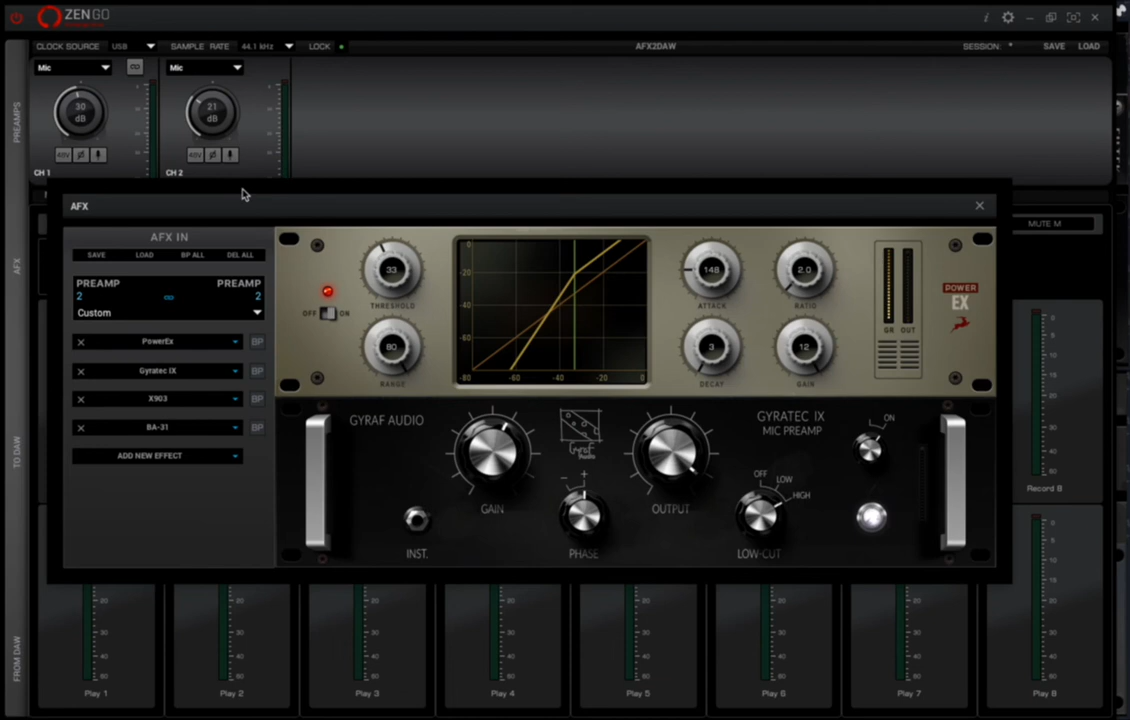 ZEN GO
CLOCK SOURCE USB SAMPLE RATE 44.1 kHz LOCK AFX2DAW SESSION: * SAVE LOAD
Mic Mic
30 dB 21 dB
48V 48V
CH 1 CH 2
PREAMPS
AFX
TO DAW
FROM DAW
AFX
MUTE M
AFX IN
SAVE LOAD BP ALL DEL ALL
PREAMP PREAMP
2 2
Custom
PowerEx BP
Gyratec IX BP
X903 BP
BA-31 BP
ADD NEW EFFECT
33 148 2.0
THRESHOLD ATTACK RATIO
OFF ON
80 3 12
RANGE DECAY GAIN
0
-20
-40
-60
-80 -60 -40 -20 0
GR OUT
POWER
EX
GYRAF AUDIO
GYRATEC IX
MIC PREAMP
ON
GAIN OUTPUT
OFF LOW HIGH
- +
INST. PHASE LOW-CUT
Record 8
Play 1 Play 2 Play 3 Play 4 Play 5 Play 6 Play 7 Play 8